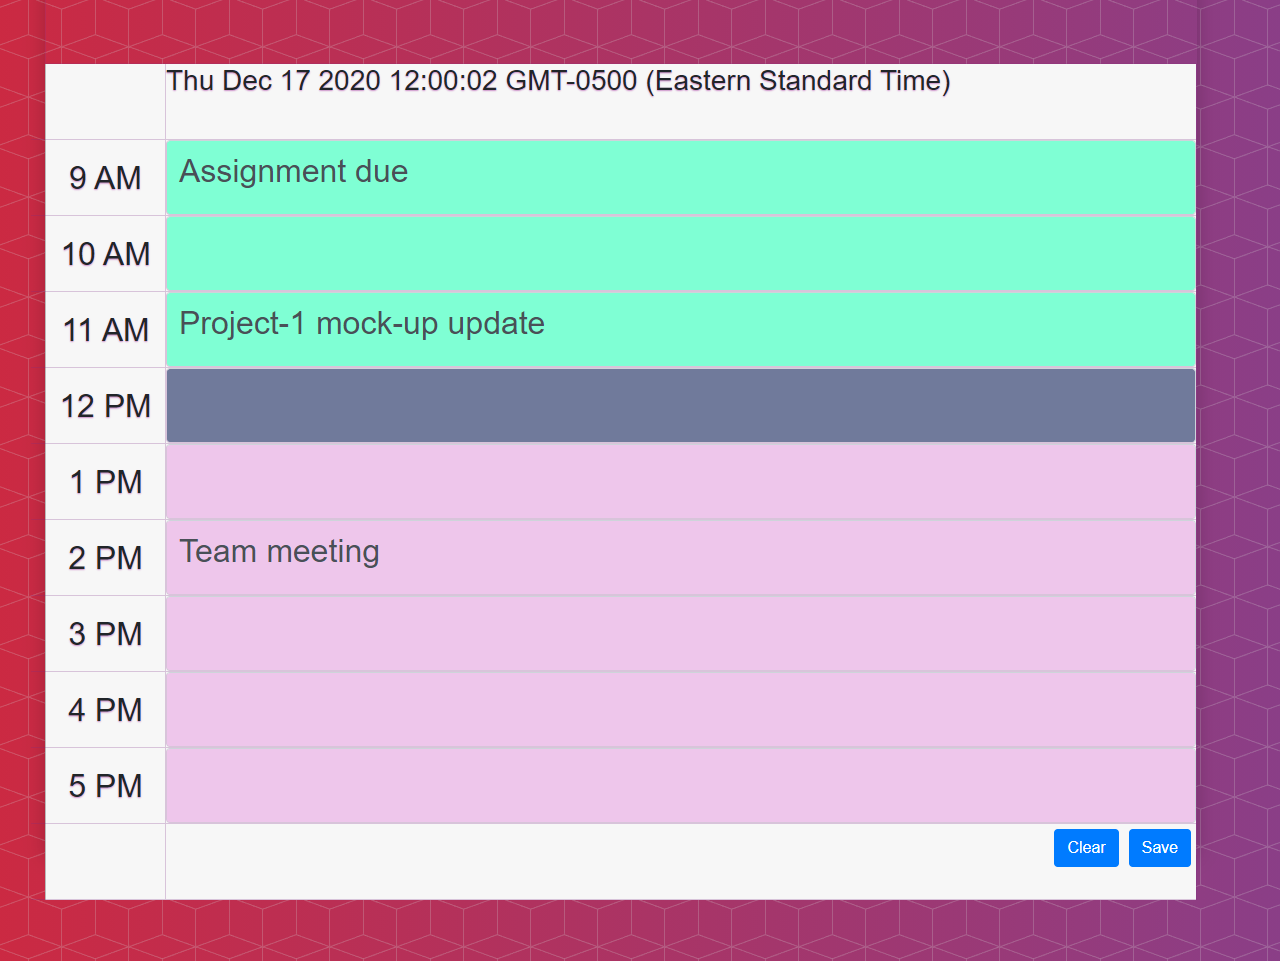 Thu Dec 17 2020 12:00:02 GMT-0500 (Eastern Standard Time)
9 AM Assignment due
10 AM
11 AM Project-1 mock-up update
12 PM
1 PM
2 PM Team meeting
3 PM
4 PM
5 PM
Clear Save